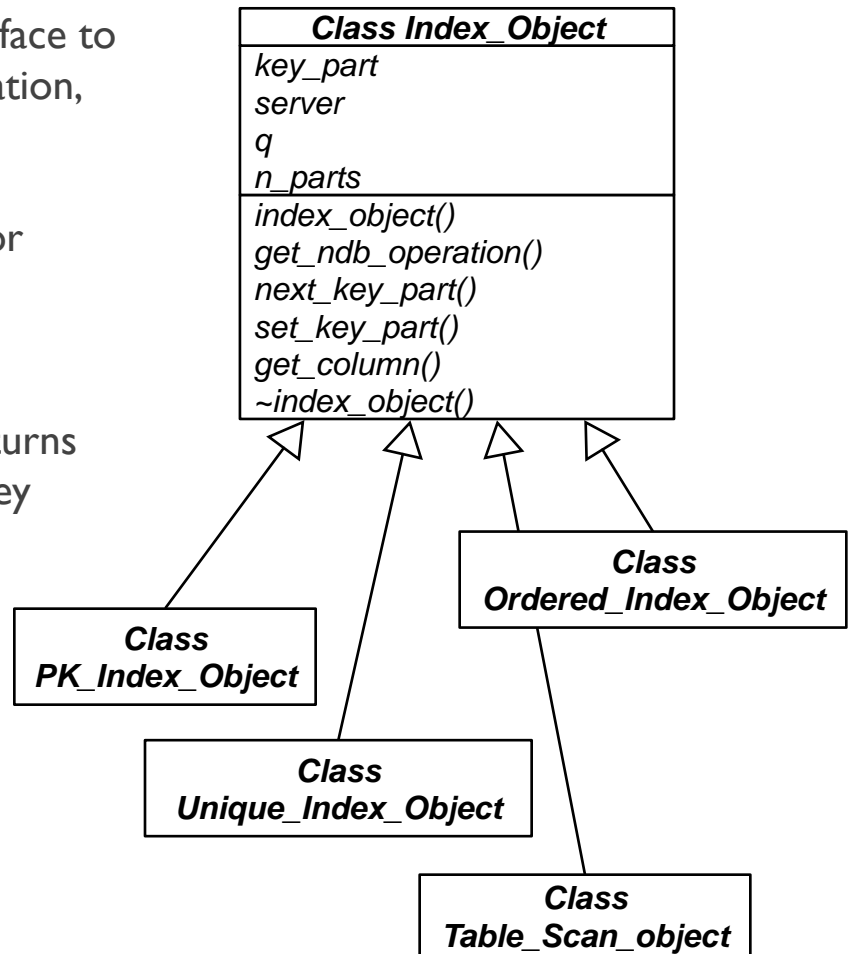 face to
ation,
or
turns
ey
Class Index_Object
key_part
server
q
n_parts
index_object()
get_ndb_operation()
next_key_part()
set_key_part()
get_column()
~index_object()
Class
Ordered_Index_Object
Class
PK_Index_Object
Class
Unique_Index_Object
Class
Table_Scan_object